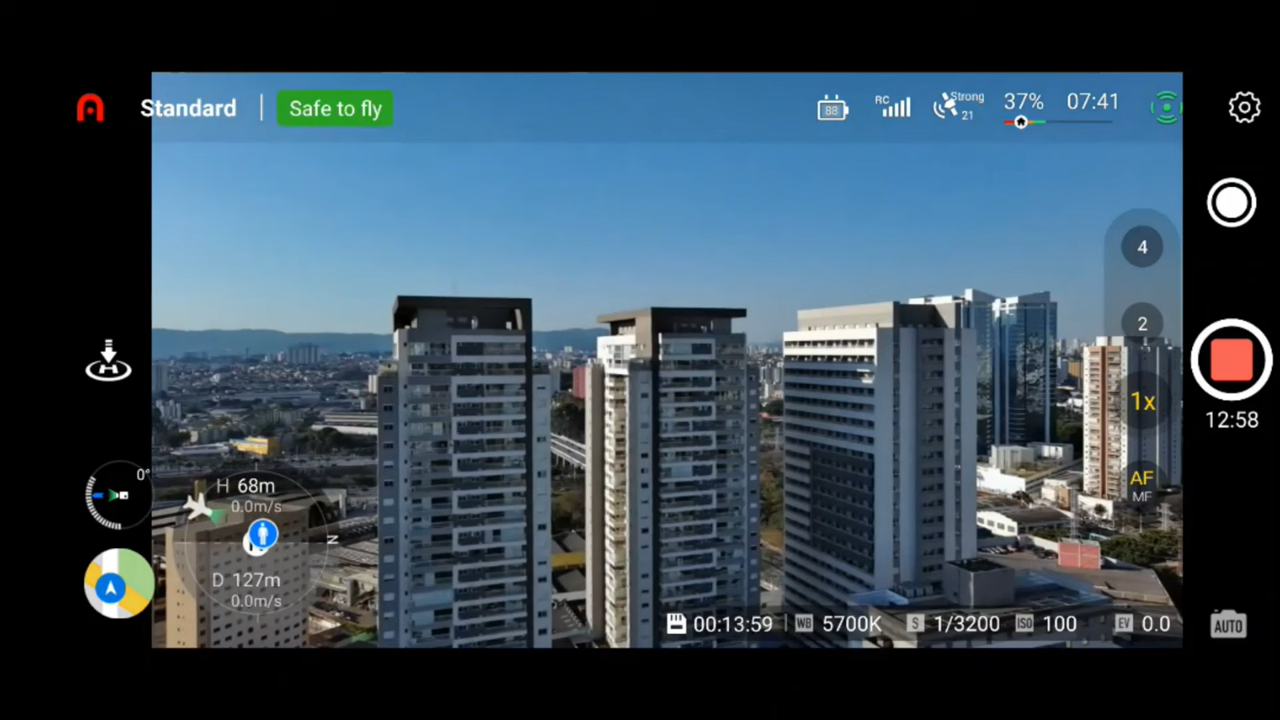 Standard
Safe to fly
88
RC
Strong
21
37%
07:41
4
2
1x
AF
MF
12:58
0°
H 68m
0.0m/s
N
D 127m
0.0m/s
00:13:59
WB 5700K
S 1/3200
ISO 100
EV 0.0
AUTO